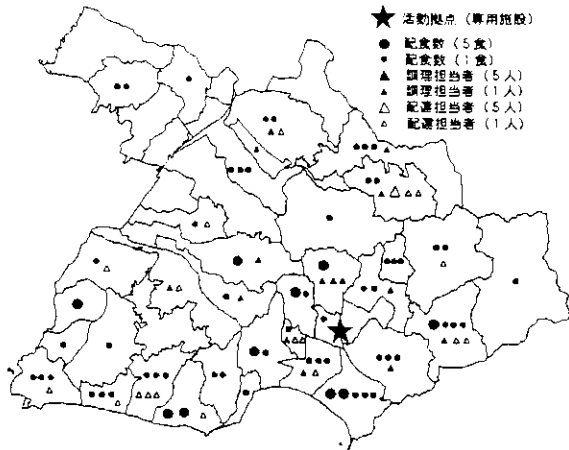 ★ 活動拠点（専用施設）
● 配食数（5食）
• 配食数（1食）
▲ 調理担当者（5人）
▲ 調理担当者（1人）
△ 配達担当者（5人）
△ 配達担当者（1人）